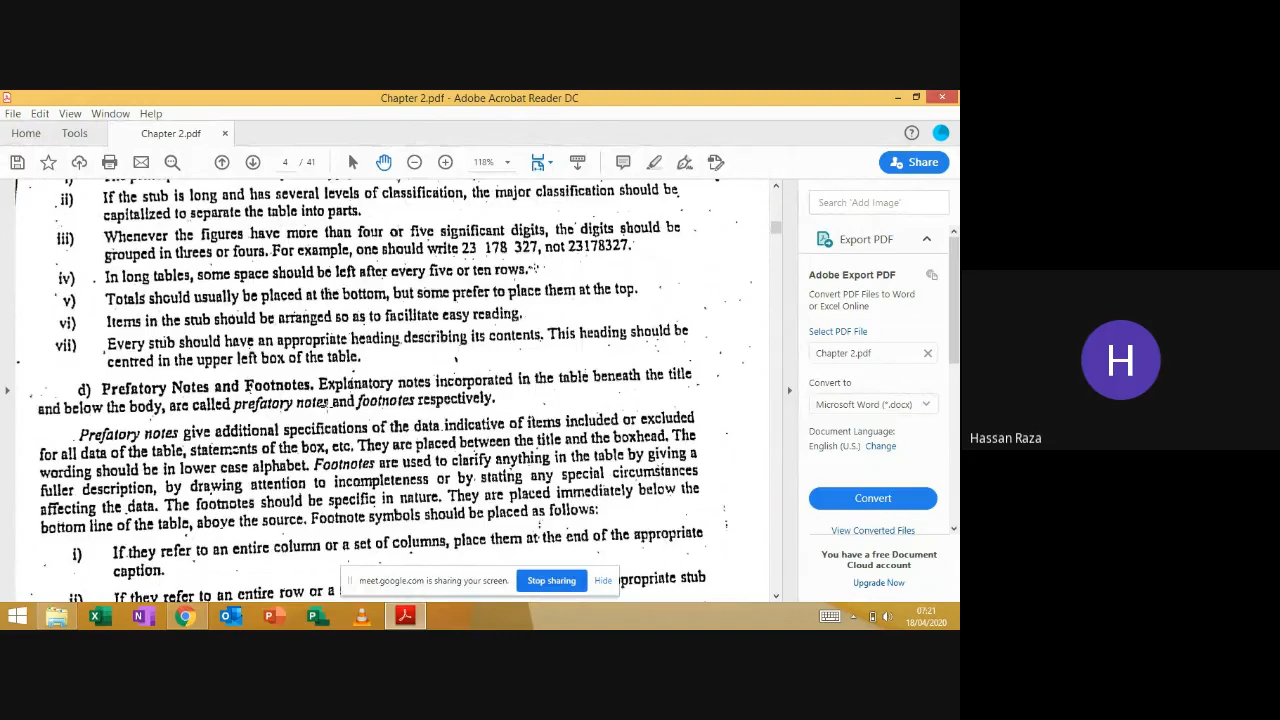 Chapter 2.pdf - Adobe Acrobat Reader DC
File Edit View Window Help
Home Tools Chapter 2.pdf ×
4 / 41 118% Share
ii) If the stub is long and has several levels of classification, the major classification should be
capitalized to separate the table into parts.
iii) Whenever the figures have more than four or five significant digits, the digits should be
grouped in threes or fours. For example, one should write 23 178 327, not 23178327.
iv) In long tables, some space should be left after every five or ten rows.
v) Totals should usually be placed at the bottom, but some prefer to place them at the top.
vi) Items in the stub should be arranged so as to facilitate easy reading.
vii) Every stub should have an appropriate heading describing its contents. This heading should be
centred in the upper left box of the table.
d) Prefatory Notes and Footnotes. Explanatory notes incorporated in the table beneath the title
and below the body, are called prefatory notes and footnotes respectively.
Prefatory notes give additional specifications of the data indicative of items included or excluded
for all data of the table, statements of the box, etc. They are placed between the title and the boxhead. The
wording should be in lower case alphabet. Footnotes are used to clarify anything in the table by giving a
fuller description, by drawing attention to incompleteness or by stating any special circumstances
affecting the data. The footnotes should be specific in nature. They are placed immediately below the
bottom line of the table, above the source. Footnote symbols should be placed as follows:
i) If they refer to an entire column or a set of columns, place them at the end of the appropriate
caption.
If they refer to an entire row or a
stub
meet.google.com is sharing your screen. Stop sharing Hide
Search 'Add Image'
Export PDF
Adobe Export PDF
Convert PDF Files to Word
or Excel Online
Select PDF File
Chapter 2.pdf
Convert to
Microsoft Word (*.docx)
Document Language:
English (U.S.) Change
Convert
View Converted Files
You have a free Document
Cloud account
Upgrade Now
07:21
18/04/2020
H
Hassan Raza